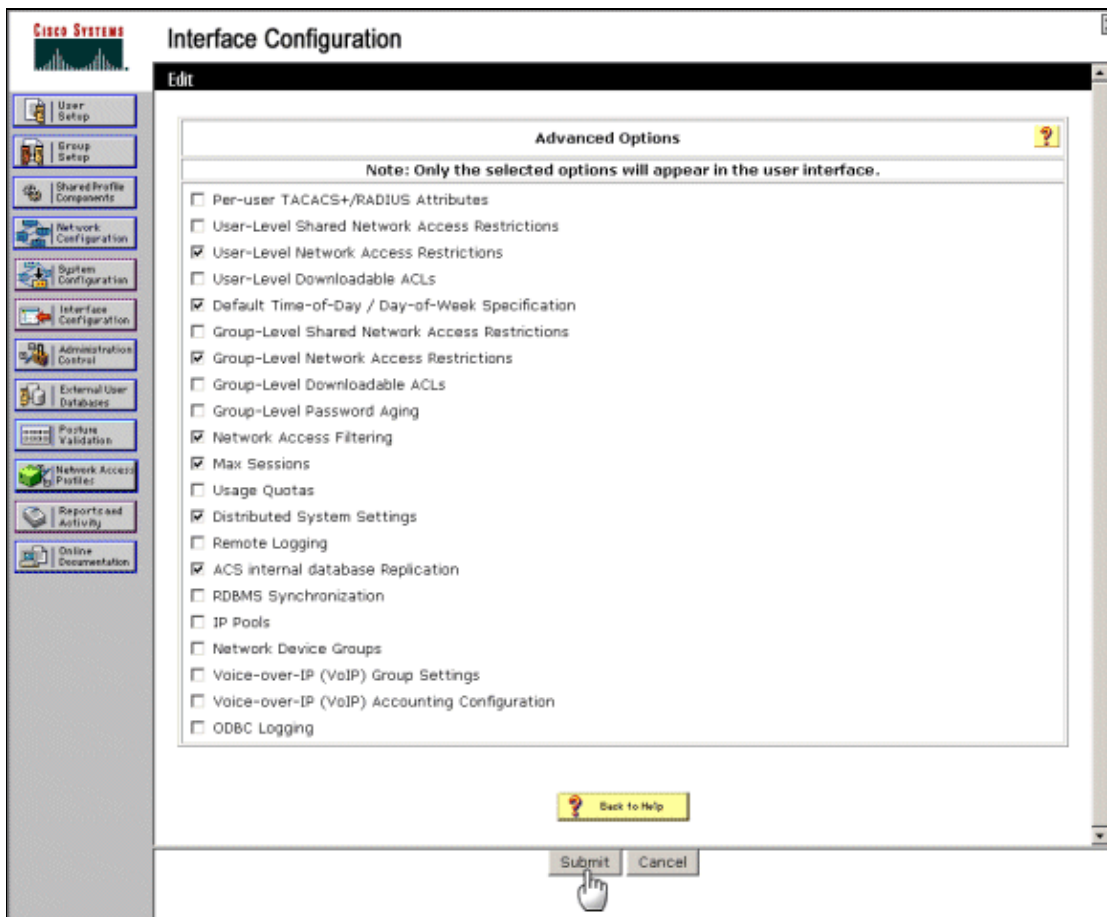 CISCO SYSTEMS
Interface Configuration
Edit
User
Setup
Group
Setup
Shared Profile
Components
Network
Configuration
System
Configuration
Interface
Configuration
Administration
Control
External User
Databases
Posture
Validation
Network Access
Profiles
Reports and
Activity
Online
Documentation
Advanced Options
?
Note: Only the selected options will appear in the user interface.
Per-user TACACS+/RADIUS Attributes
User-Level Shared Network Access Restrictions
User-Level Network Access Restrictions
User-Level Downloadable ACLs
Default Time-of-Day / Day-of-Week Specification
Group-Level Shared Network Access Restrictions
Group-Level Network Access Restrictions
Group-Level Downloadable ACLs
Group-Level Password Aging
Network Access Filtering
Max Sessions
Usage Quotas
Distributed System Settings
Remote Logging
ACS internal database Replication
RDBMS Synchronization
IP Pools
Network Device Groups
Voice-over-IP (VoIP) Group Settings
Voice-over-IP (VoIP) Accounting Configuration
ODBC Logging
? Back to Help
Submit Cancel